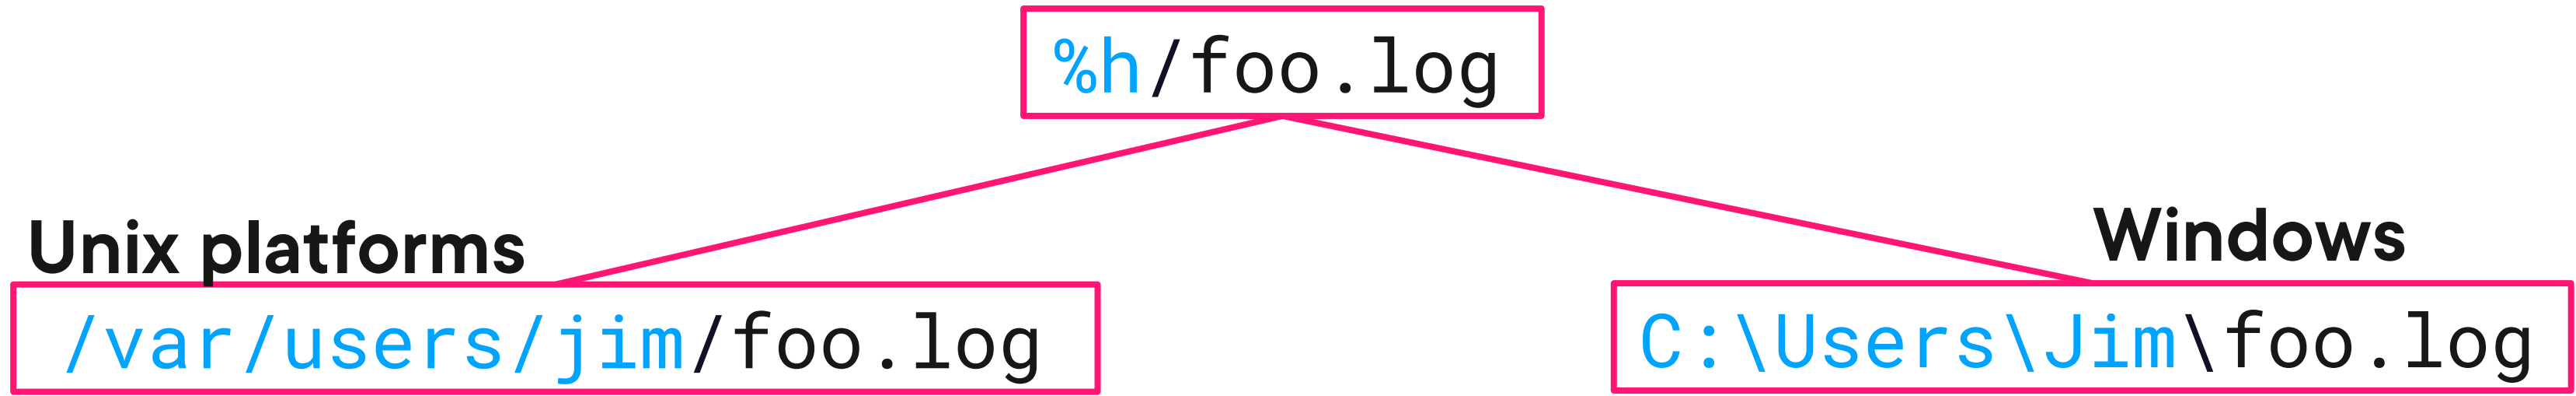 %h/foo.log
Unix platforms
/var/users/jim/foo.log
Windows
C:\Users\Jim\foo.log